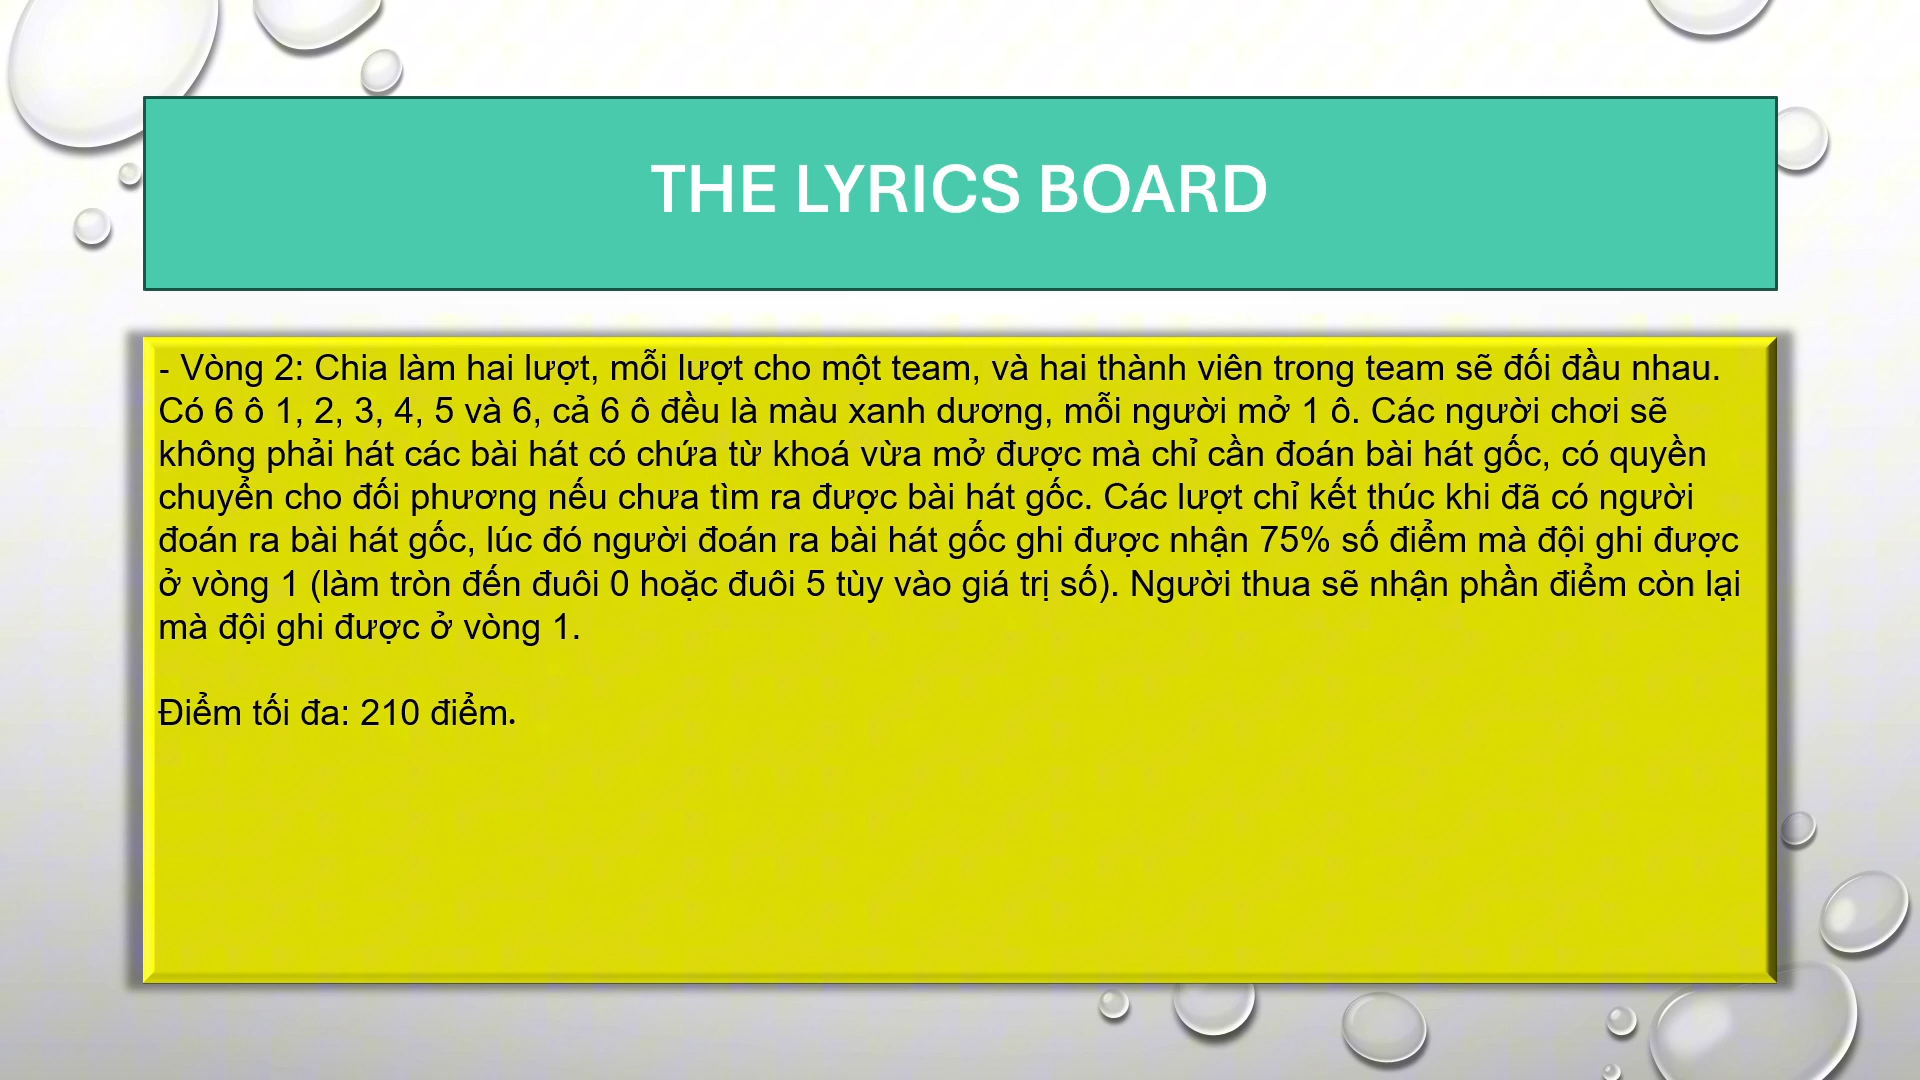 THE LYRICS BOARD
- Vòng 2: Chia làm hai lượt, mỗi lượt cho một team, và hai thành viên trong team sẽ đối đầu nhau.
Có 6 ô 1, 2, 3, 4, 5 và 6, cả 6 ô đều là màu xanh dương, mỗi người mở 1 ô. Các người chơi sẽ
không phải hát các bài hát có chứa từ khoá vừa mở được mà chỉ cần đoán bài hát gốc, có quyền
chuyển cho đối phương nếu chưa tìm ra được bài hát gốc. Các lượt chỉ kết thúc khi đã có người
đoán ra bài hát gốc, lúc đó người đoán ra bài hát gốc ghi được nhận 75% số điểm mà đội ghi được
ở vòng 1 (làm tròn đến đuôi 0 hoặc đuôi 5 tùy vào giá trị số). Người thua sẽ nhận phần điểm còn lại
mà đội ghi được ở vòng 1.
Điểm tối đa: 210 điểm.